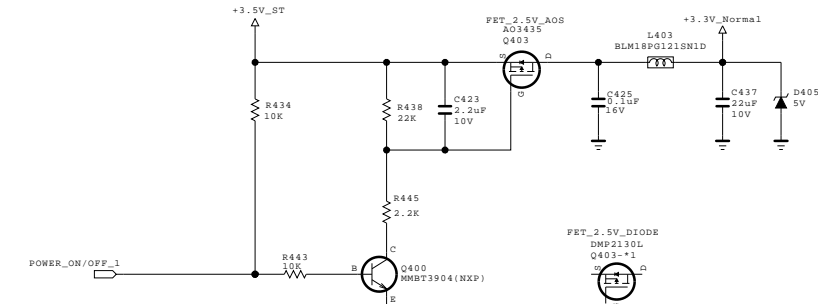 +3.5V_ST
FET_2.5V_AOS
AO3435
Q403
S
D
G
L403
BLM18PG121SN1D
+3.3V_Normal
R434
10K
R438
22K
C423
2.2uF
10V
C425
0.1uF
16V
C437
22uF
10V
D405
5V
R445
2.2K
FET_2.5V_DIODE
DMP2130L
Q403-*1
S
D
POWER_ON/OFF_1
R443
10K
B
C
E
Q400
MMBT3904(NXP)